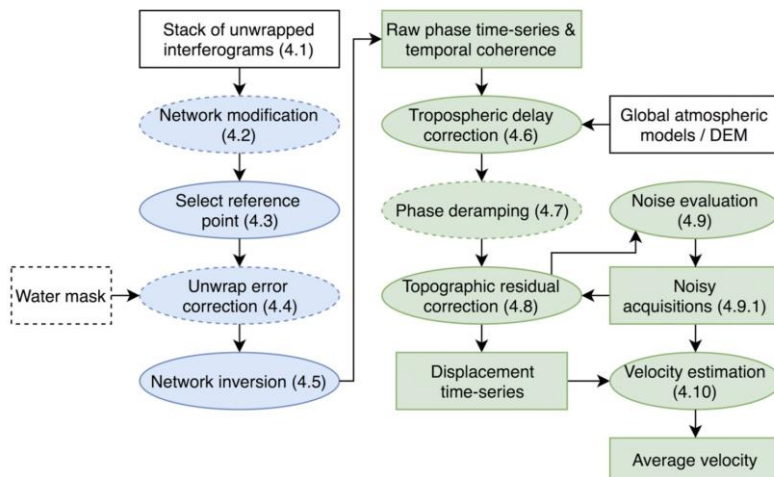 Stack of unwrapped
interferograms (4.1)
Network modification
(4.2)
Select reference
point (4.3)
Water mask
Unwrap error
correction (4.4)
Network inversion (4.5)
Raw phase time-series &
temporal coherence
Tropospheric delay
correction (4.6)
Global atmospheric
models / DEM
Phase deramping (4.7)
Noise evaluation
(4.9)
Topographic residual
correction (4.8)
Noisy
acquisitions (4.9.1)
Displacement
time-series
Velocity estimation
(4.10)
Average velocity